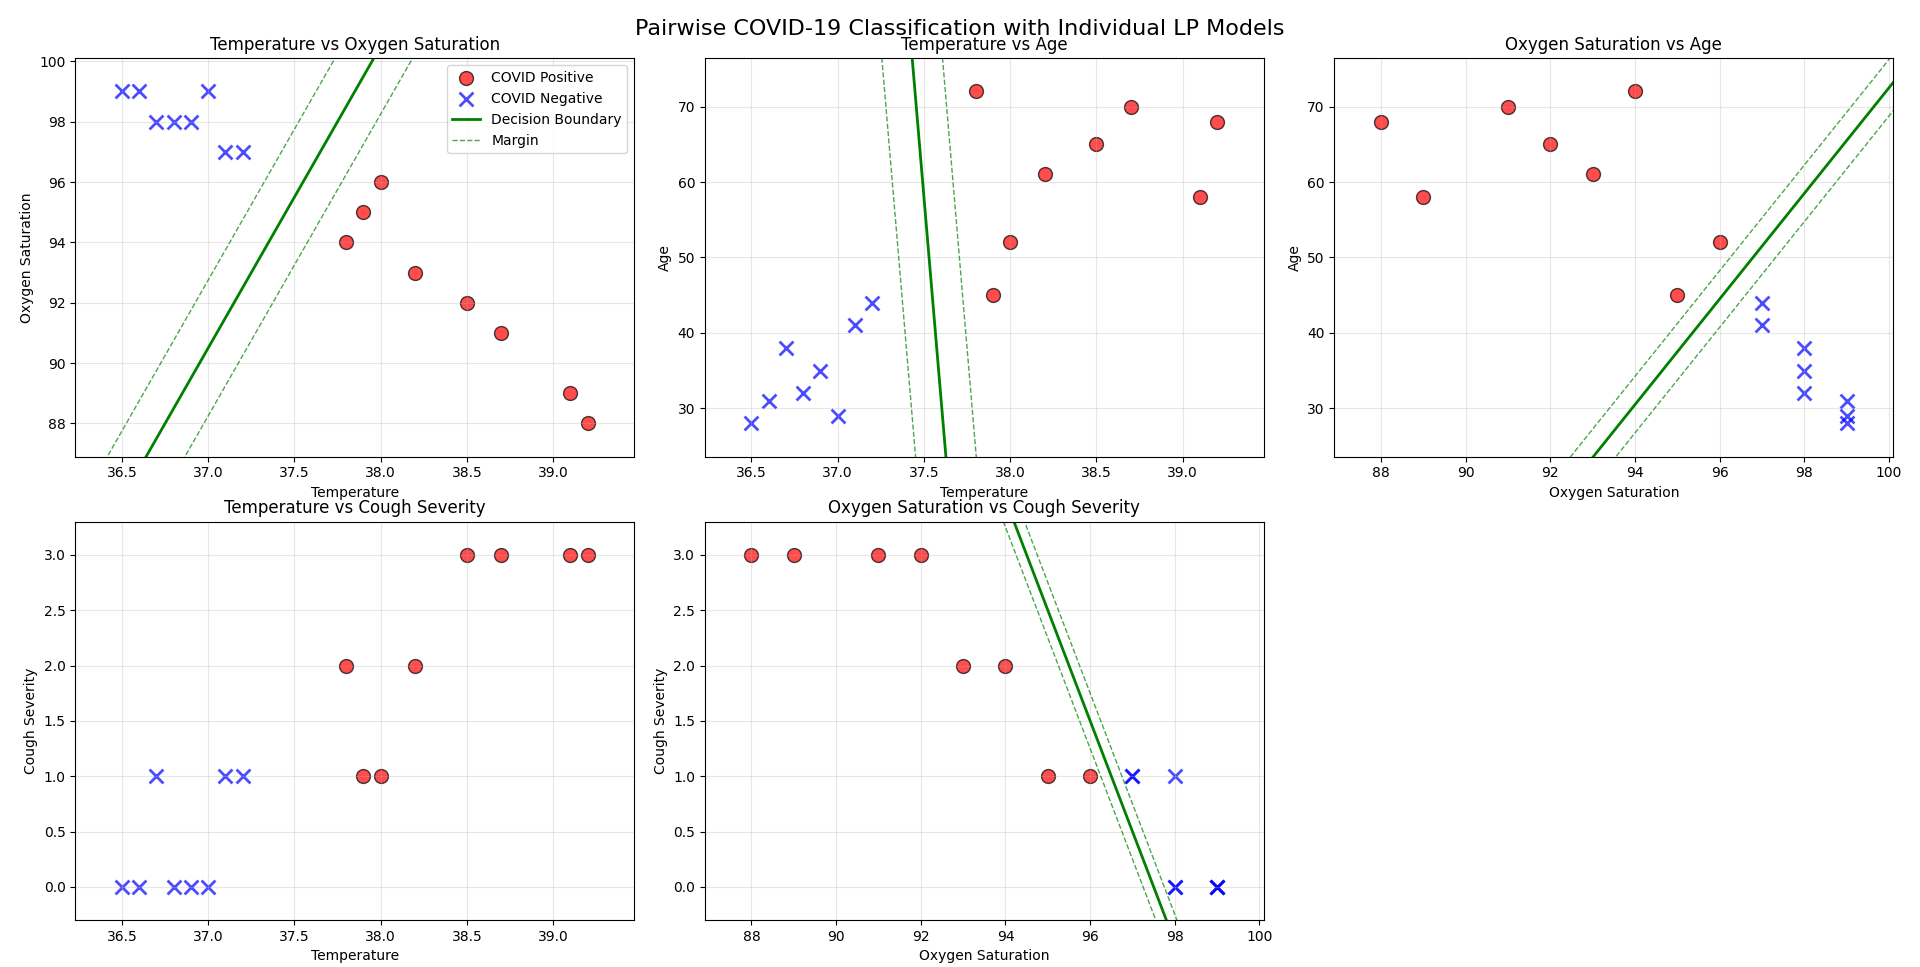 Pairwise COVID-19 Classification with Individual LP Models
Temperature vs Oxygen Saturation
100
98
96
94
92
90
88
Oxygen Saturation
COVID Positive
COVID Negative
Decision Boundary
Margin
36.5 37.0 37.5 38.0 38.5 39.0
Temperature
Temperature vs Age
70
60
50
40
30
Age
36.5 37.0 37.5 38.0 38.5 39.0
Temperature
Oxygen Saturation vs Age
70
60
50
40
30
Age
88 90 92 94 96 98 100
Oxygen Saturation
Temperature vs Cough Severity
3.0
2.5
2.0
1.5
1.0
0.5
0.0
Cough Severity
36.5 37.0 37.5 38.0 38.5 39.0
Temperature
Oxygen Saturation vs Cough Severity
3.0
2.5
2.0
1.5
1.0
0.5
0.0
Cough Severity
88 90 92 94 96 98 100
Oxygen Saturation